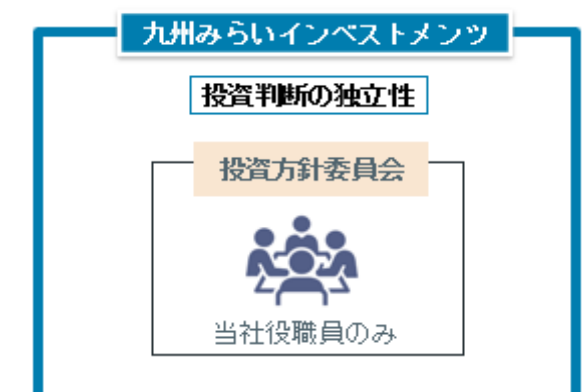 九州みらいインベストメンツ
投資判断の独立性
投資方針委員会
当社役職員のみ